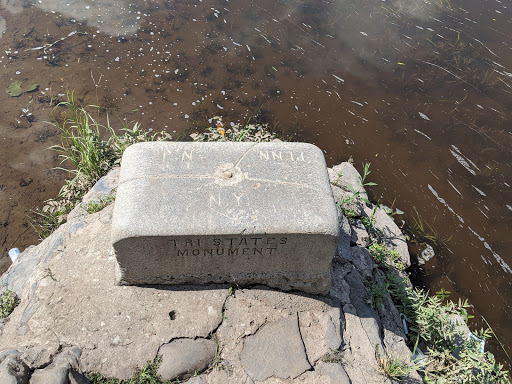 N.J.
PENN
N.Y.
TRI STATES
MONUMENT